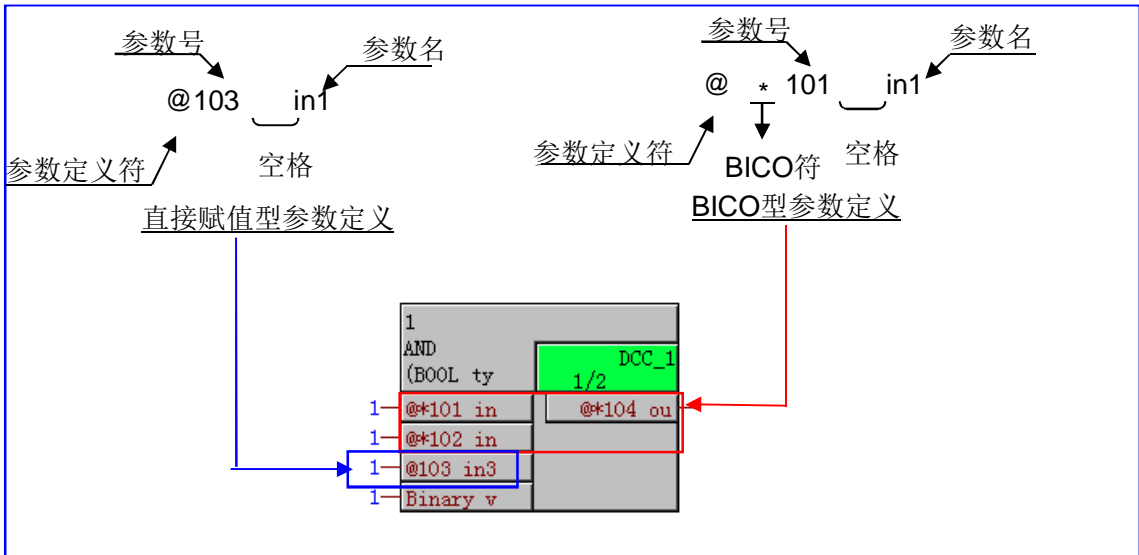 参数号
参数名
@103 in1
参数定义符
空格
直接赋值型参数定义
参数号
参数名
@ * 101 in1
参数定义符
BICO符
空格
BICO型参数定义
1
AND
(BOOL ty
DCC_1
1/2
1 @*101 in @*104 ou
1 @*102 in
1 @103 in3
1 Binary v